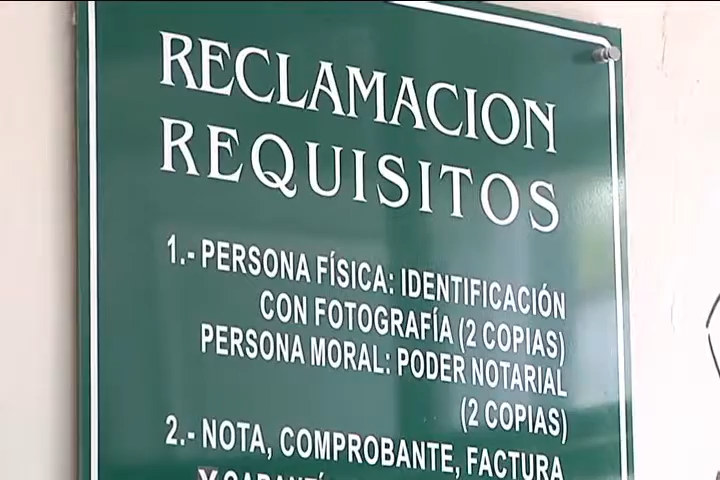 RECLAMACION
REQUISITOS
1.- PERSONA FÍSICA: IDENTIFICACIÓN
CON FOTOGRAFÍA (2 COPIAS)
PERSONA MORAL: PODER NOTARIAL
(2 COPIAS)
2.- NOTA, COMPROBANTE, FACTURA
Y GARANTÍ